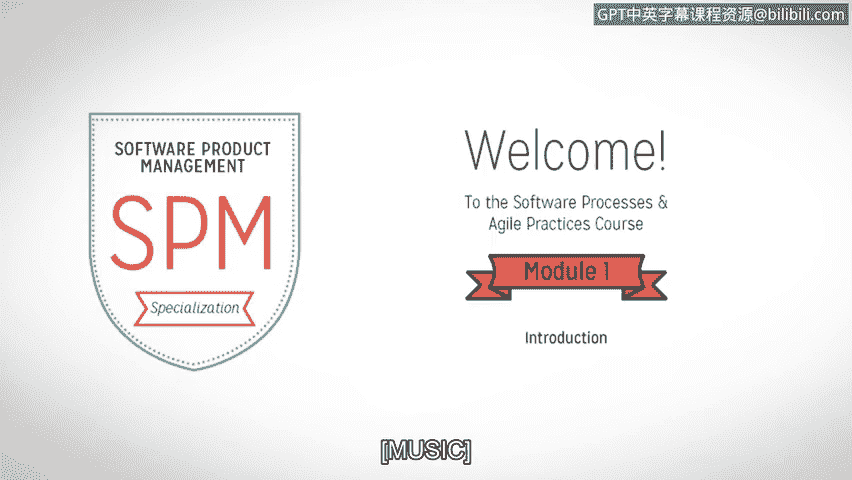 GPT中英字幕课程资源@bilibili.com
SOFTWARE PRODUCT
MANAGEMENT
SPM
Specialization
Welcome!
To the Software Processes &
Agile Practices Course
Module 1
Introduction
[MUSIC]